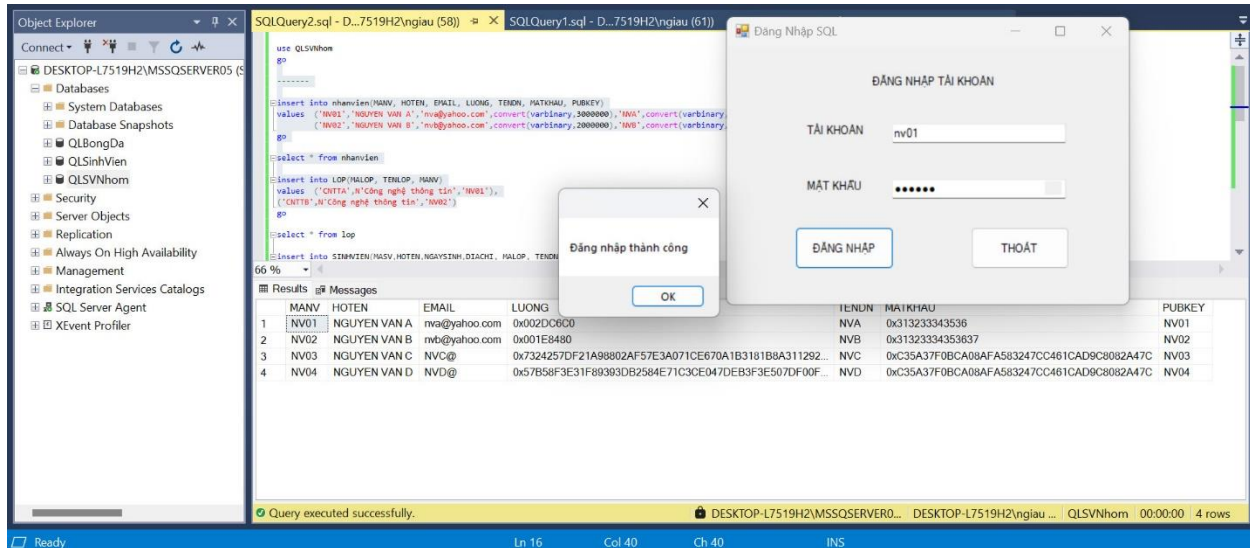 Object Explorer
Connect
DESKTOP-L7519H2\MSSQSERVER05 (S
Databases
System Databases
Database Snapshots
QLBongDa
QLSinhVien
QLSVNhom
Security
Server Objects
Replication
Always On High Availability
Management
Integration Services Catalogs
SQL Server Agent
XEvent Profiler
SQLQuery2.sql - D...7519H2\ngiau (58))
SQLQuery1.sql - D...7519H2\ngiau (61))
use QLSVNhom
go
-------
insert into nhanvien(MANV, HOTEN, EMAIL, LUONG, TENDN, MATKHAU, PUBKEY)
values ('NV01','NGUYEN VAN A','nva@yahoo.com',convert(varbinary,3000000),'NVA',convert(varbinary,
('NV02','NGUYEN VAN B','nvb@yahoo.com',convert(varbinary,2000000),'NVB',convert(varbinary,
go
select * from nhanvien
insert into LOP(MALOP, TENLOP, MANV)
values ('CNTTA',N'Công nghệ thông tin','NV01'),
('CNTTB',N'Công nghệ thông tin','NV02')
go
select * from lop
insert into SINHVIEN(MASV,HOTEN,NGAYSINH,DIACHI, MALOP, TENDN
66 %
Results Messages
MANV HOTEN EMAIL LUONG TENDN MATKHAU PUBKEY
1 NV01 NGUYEN VAN A nva@yahoo.com 0x002DC6C0 NVA 0x313233343536 NV01
2 NV02 NGUYEN VAN B nvb@yahoo.com 0x001E8480 NVB 0x31323334353637 NV02
3 NV03 NGUYEN VAN C NVC@ 0x7324257DF21A98802AF57E3A071CE670A1B3181B8A311292... NVC 0xC35A37F0BCA08AFA583247CC461CAD9C8082A47C NV03
4 NV04 NGUYEN VAN D NVD@ 0x57B58F3E31F89393DB2584E71C3CE047DEB3F3E507DF00F... NVD 0xC35A37F0BCA08AFA583247CC461CAD9C8082A47C NV04
Đăng Nhập SQL
ĐĂNG NHẬP TÀI KHOẢN
TÀI KHOẢN nv01
MẬT KHẨU ●●●●●●
ĐĂNG NHẬP THOÁT
Đăng nhập thành công
OK
Query executed successfully.
DESKTOP-L7519H2\MSSQSERVER0... DESKTOP-L7519H2\ngiau ... QLSVNhom 00:00:00 4 rows
Ready Ln 16 Col 40 Ch 40 INS